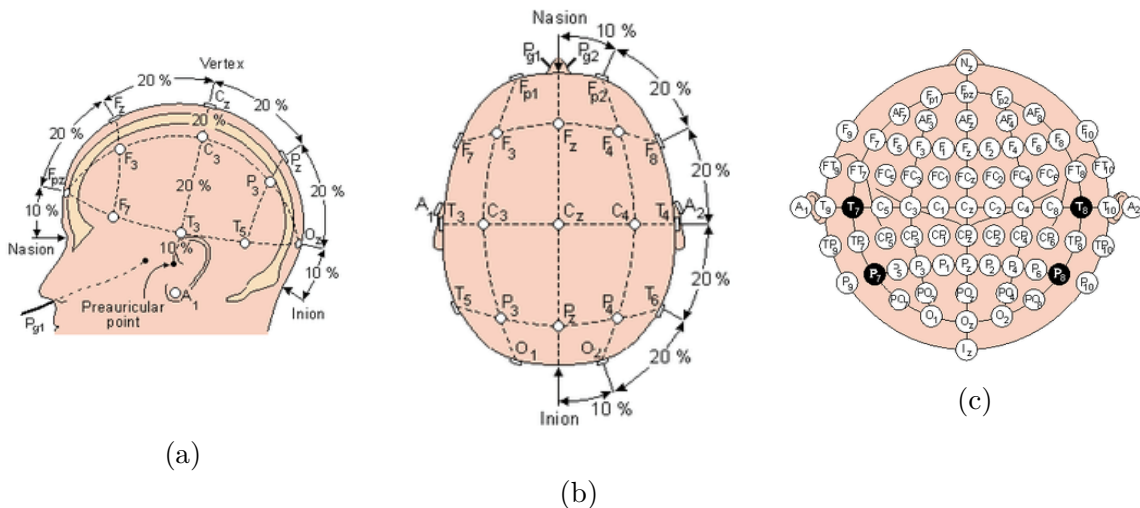 Vertex
20 %
20 %
Fz
Cz
20 %
20 %
F3
C3
Pz
Fpz
20 %
P3
20 %
10 %
F7
T3
T5
Oz
Nasion
10 %
10 %
A1
Preauricular
point
Inion
Pg1
(a)
Nasion
10 %
Pg1
Pg2
Fp1
Fp2
20 %
F7
F3
Fz
F4
F8
20 %
A1
T3
C3
Cz
C4
T4
A2
20 %
T5
P3
Pz
P4
T6
O1
O2
20 %
Inion
10 %
(b)
Nz
Fp1
Fpz
Fp2
AF7
AF3
AFz
AF4
AF8
F9
F7
F5
F3
F1
Fz
F2
F4
F6
F8
F10
FT9
FT7
FC5
FC3
FC1
FCz
FC2
FC4
FC6
FT8
FT10
A1
T9
T7
C5
C3
C1
Cz
C2
C4
C8
T8
T10
A2
TP9
TP7
CP5
CP3
CP1
CPz
CP2
CP4
CP6
TP8
TP10
P9
P7
P5
P3
P1
Pz
P2
P4
P6
P8
P10
PO7
PO3
POz
PO4
PO8
O1
Oz
O2
Iz
(c)